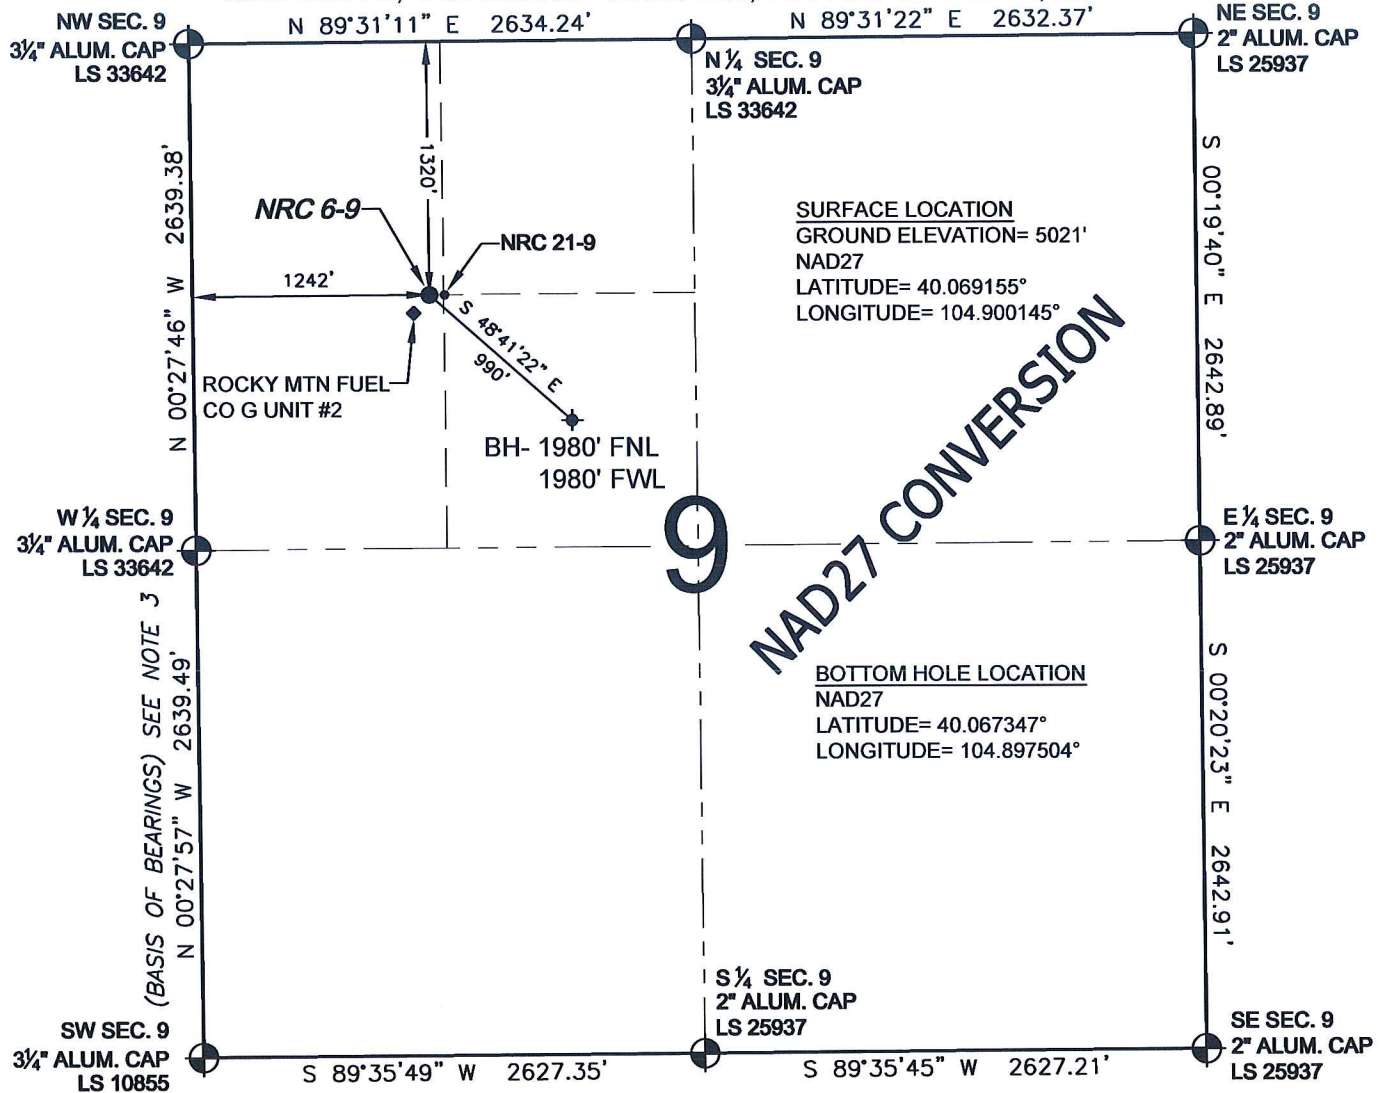 N 89°31'11" E 2634.24'
N 89°31'22" E 2632.37'
NW SEC. 9
3¼" ALUM. CAP
LS 33642
N ¼ SEC. 9
3¼" ALUM. CAP
LS 33642
NE SEC. 9
2" ALUM. CAP
LS 25937
N 00°27'46" W 2639.38'
1320'
NRC 6-9
NRC 21-9
1242'
S 48°41'22" E
990'
ROCKY MTN FUEL
CO G UNIT #2
BH- 1980' FNL
1980' FWL
SURFACE LOCATION
GROUND ELEVATION= 5021'
NAD27
LATITUDE= 40.069155°
LONGITUDE= 104.900145°
S 00°19'40" E 2642.89'
NAD27 CONVERSION
W ¼ SEC. 9
3¼" ALUM. CAP
LS 33642
9
E ¼ SEC. 9
2" ALUM. CAP
LS 25937
(BASIS OF BEARINGS) SEE NOTE 3
N 00°27'57" W 2639.49'
BOTTOM HOLE LOCATION
NAD27
LATITUDE= 40.067347°
LONGITUDE= 104.897504°
S 00°20'23" E 2642.91'
SW SEC. 9
3¼" ALUM. CAP
LS 10855
S 89°35'49" W 2627.35'
S ¼ SEC. 9
2" ALUM. CAP
LS 25937
S 89°35'45" W 2627.21'
SE SEC. 9
2" ALUM. CAP
LS 25937